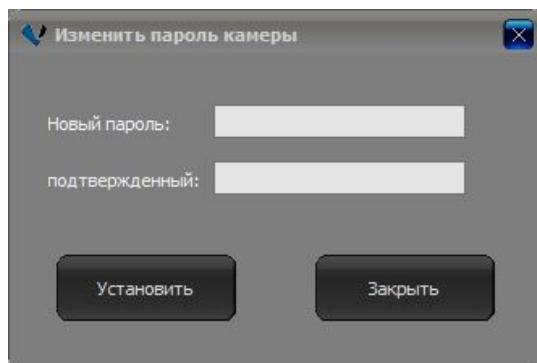 Изменить пароль камеры
Новый пароль:
подтвержденный:
Установить
Закрыть